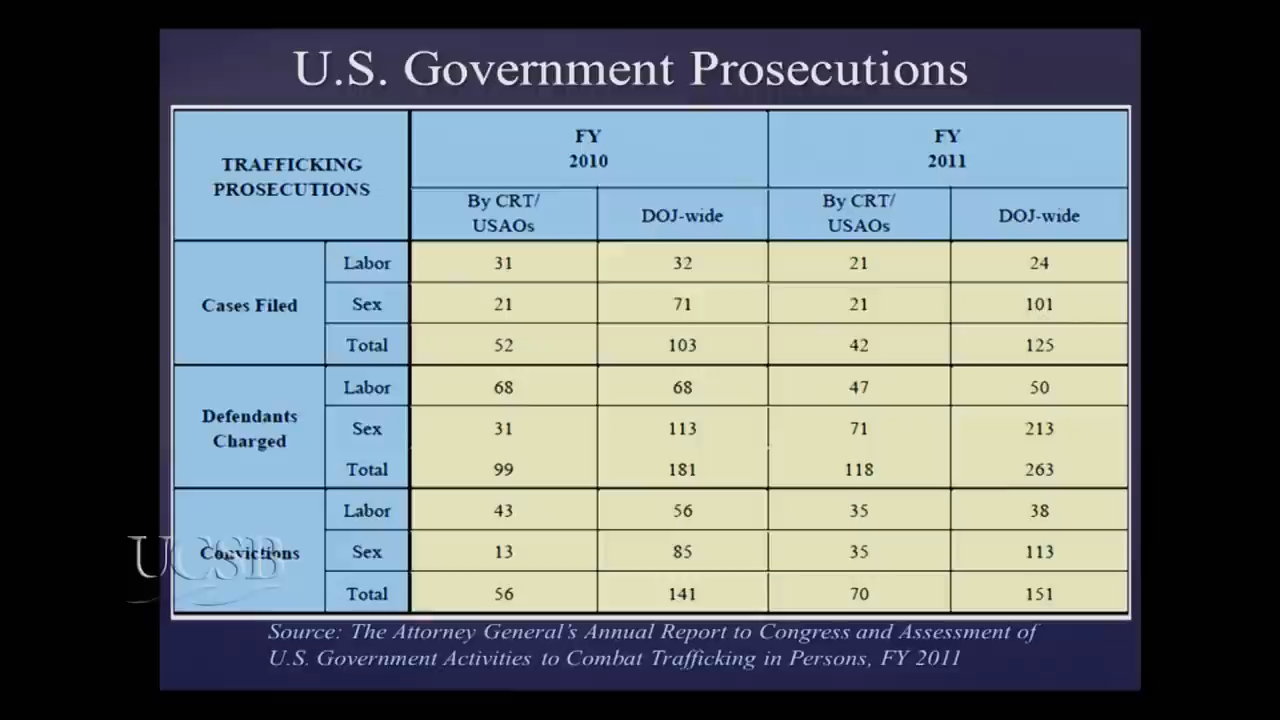 U.S. Government Prosecutions
TRAFFICKING
PROSECUTIONS
FY
2010
FY
2011
By CRT/
USAOs
DOJ-wide
By CRT/
USAOs
DOJ-wide
Cases Filed
Labor 31 32 21 24
Sex 21 71 21 101
Total 52 103 42 125
Defendants
Charged
Labor 68 68 47 50
Sex 31 113 71 213
Total 99 181 118 263
Convictions
Labor 43 56 35 38
Sex 13 85 35 113
Total 56 141 70 151
UCSB
Source: The Attorney General's Annual Report to Congress and Assessment of
U.S. Government Activities to Combat Trafficking in Persons, FY 2011